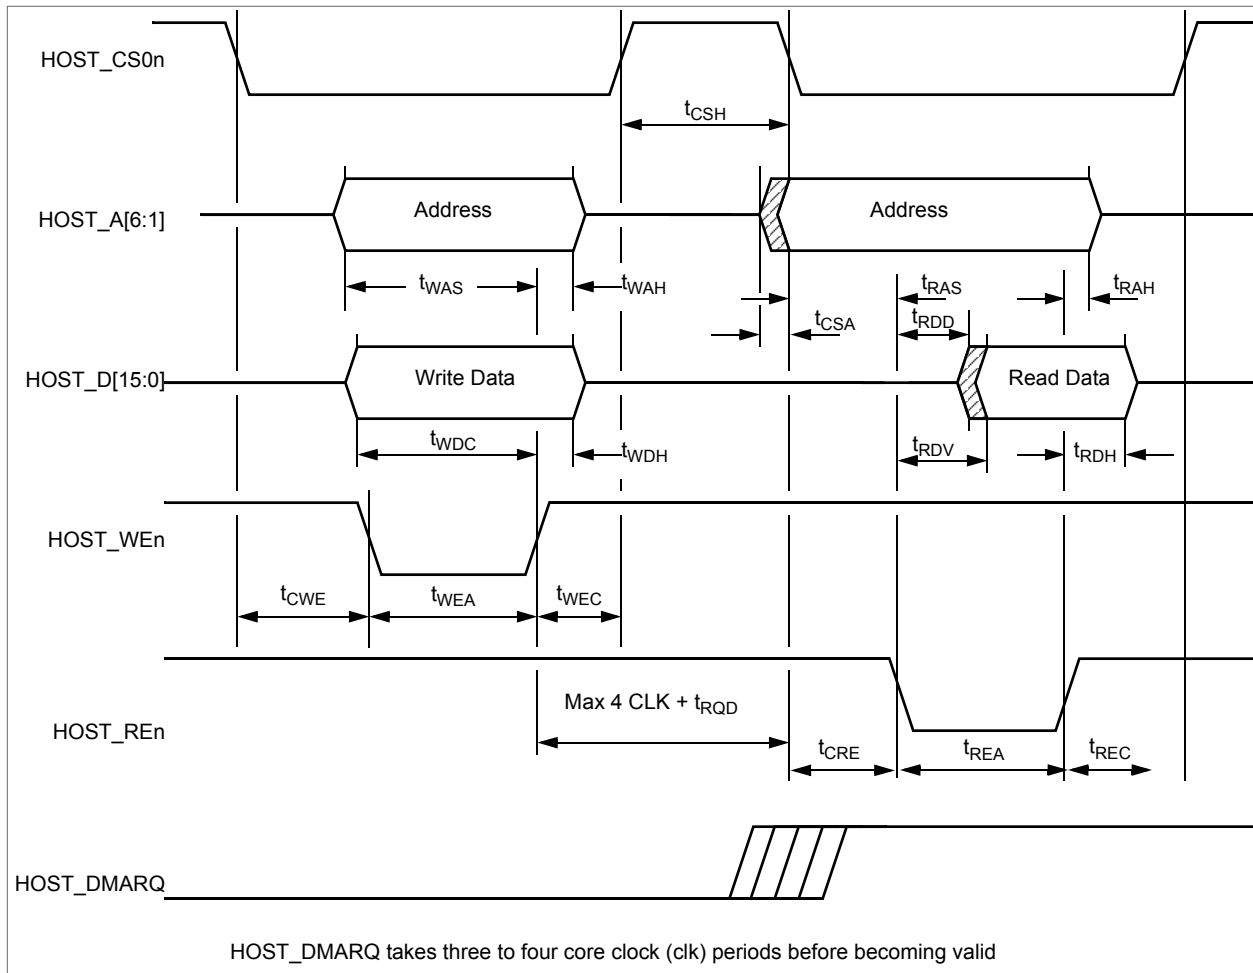 HOST_CS0n
tCSH
HOST_A[6:1]
Address
Address
tWAS
tWAH
tRAS
tRAH
tCSA
tRDD
HOST_D[15:0]
Write Data
Read Data
tWDC
tWDH
tRDV
tRDH
HOST_WEn
tCWE
tWEA
tWEC
Max 4 CLK + tRQD
HOST_REn
tCRE
tREA
tREC
HOST_DMARQ
HOST_DMARQ takes three to four core clock (clk) periods before becoming valid